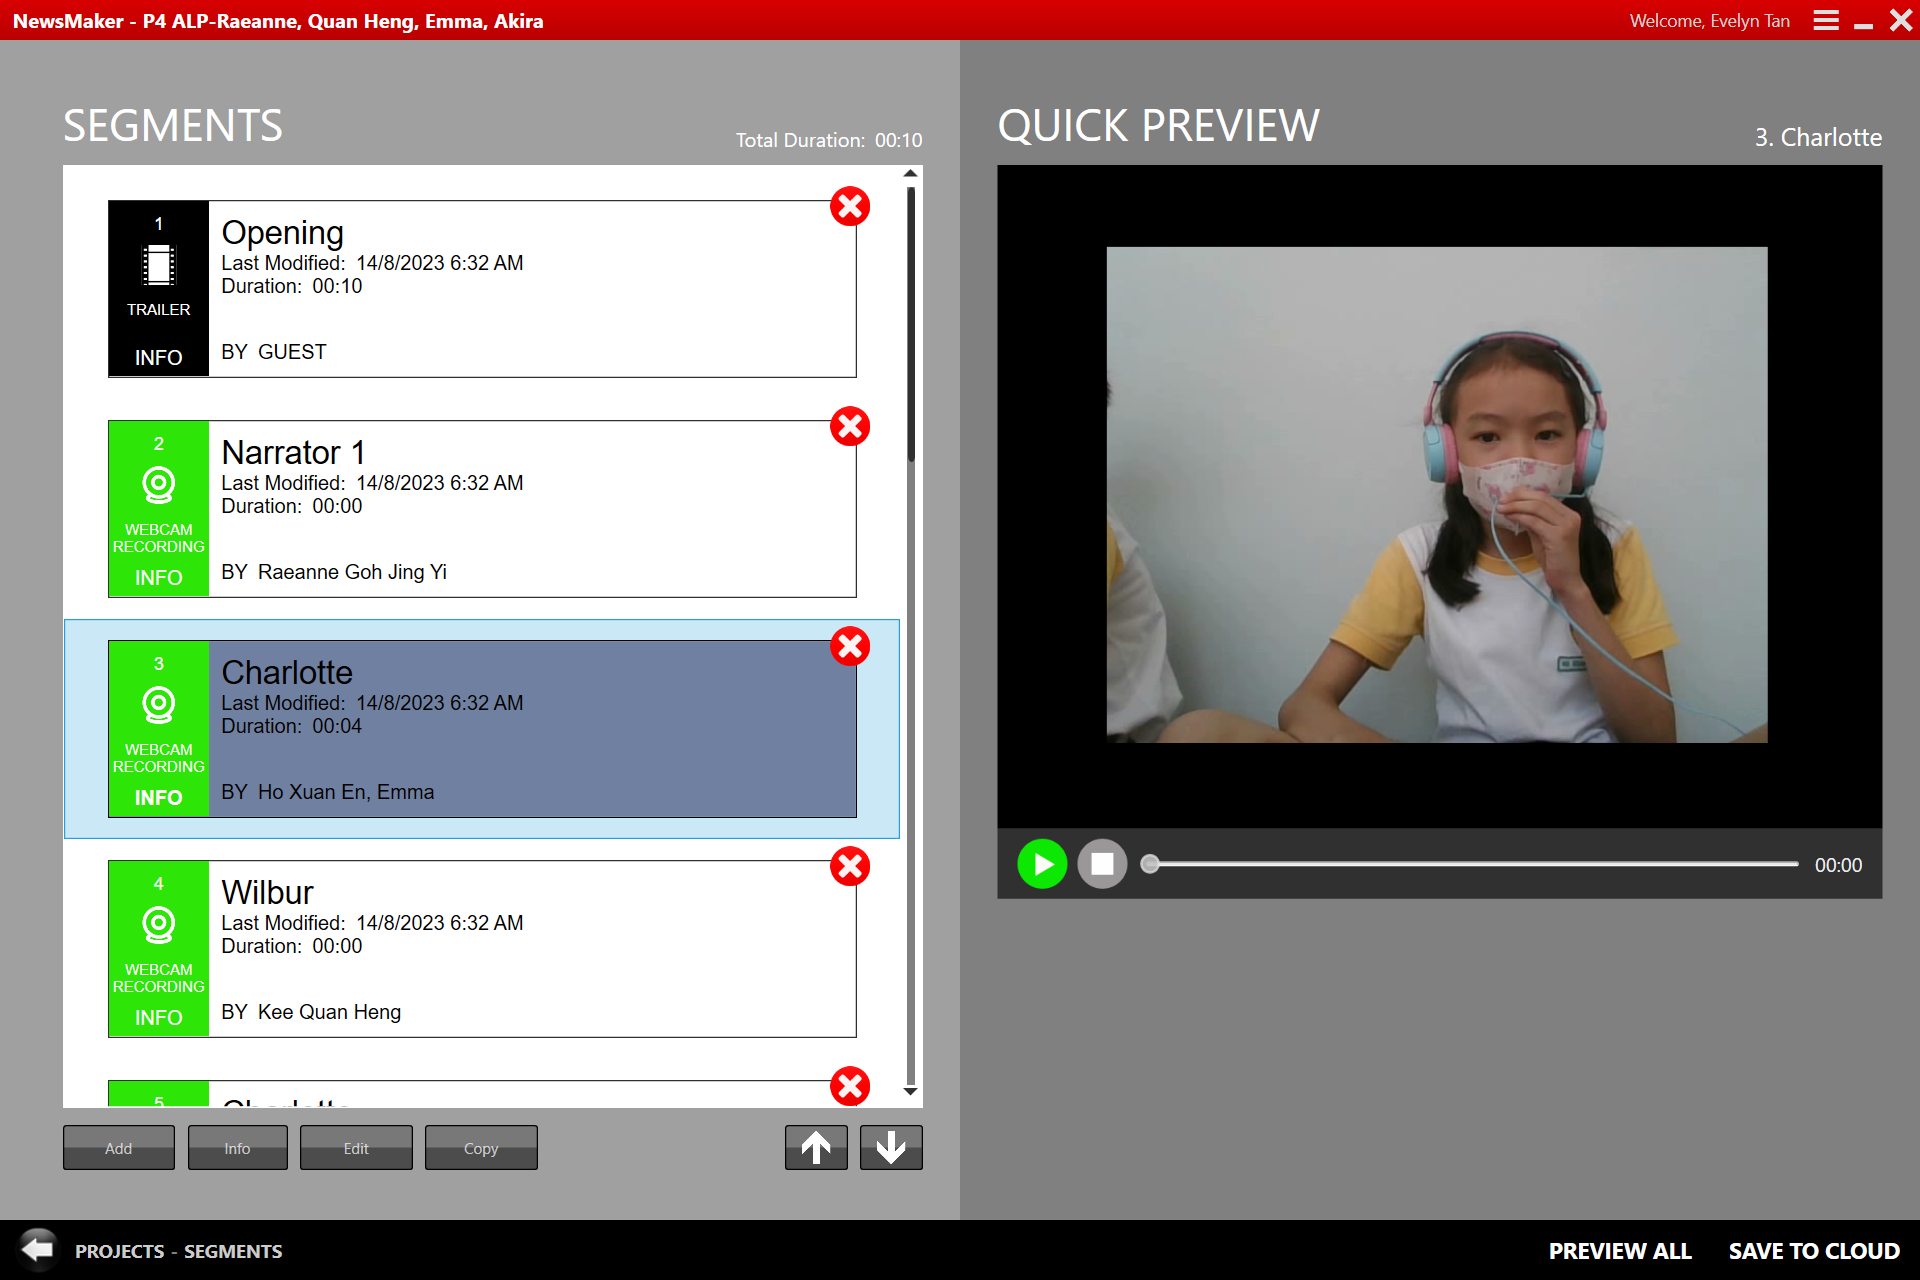 NewsMaker - P4 ALP-Raeanne, Quan Heng, Emma, Akira
Welcome, Evelyn Tan
SEGMENTS
Total Duration: 00:10
1
TRAILER
INFO
Opening
Last Modified: 14/8/2023 6:32 AM
Duration: 00:10
BY GUEST
2
WEBCAM
RECORDING
INFO
Narrator 1
Last Modified: 14/8/2023 6:32 AM
Duration: 00:00
BY Raeanne Goh Jing Yi
3
WEBCAM
RECORDING
INFO
Charlotte
Last Modified: 14/8/2023 6:32 AM
Duration: 00:04
BY Ho Xuan En, Emma
4
WEBCAM
RECORDING
INFO
Wilbur
Last Modified: 14/8/2023 6:32 AM
Duration: 00:00
BY Kee Quan Heng
5
Charlotte
Add
Info
Edit
Copy
QUICK PREVIEW
3. Charlotte
00:00
PROJECTS - SEGMENTS
PREVIEW ALL
SAVE TO CLOUD